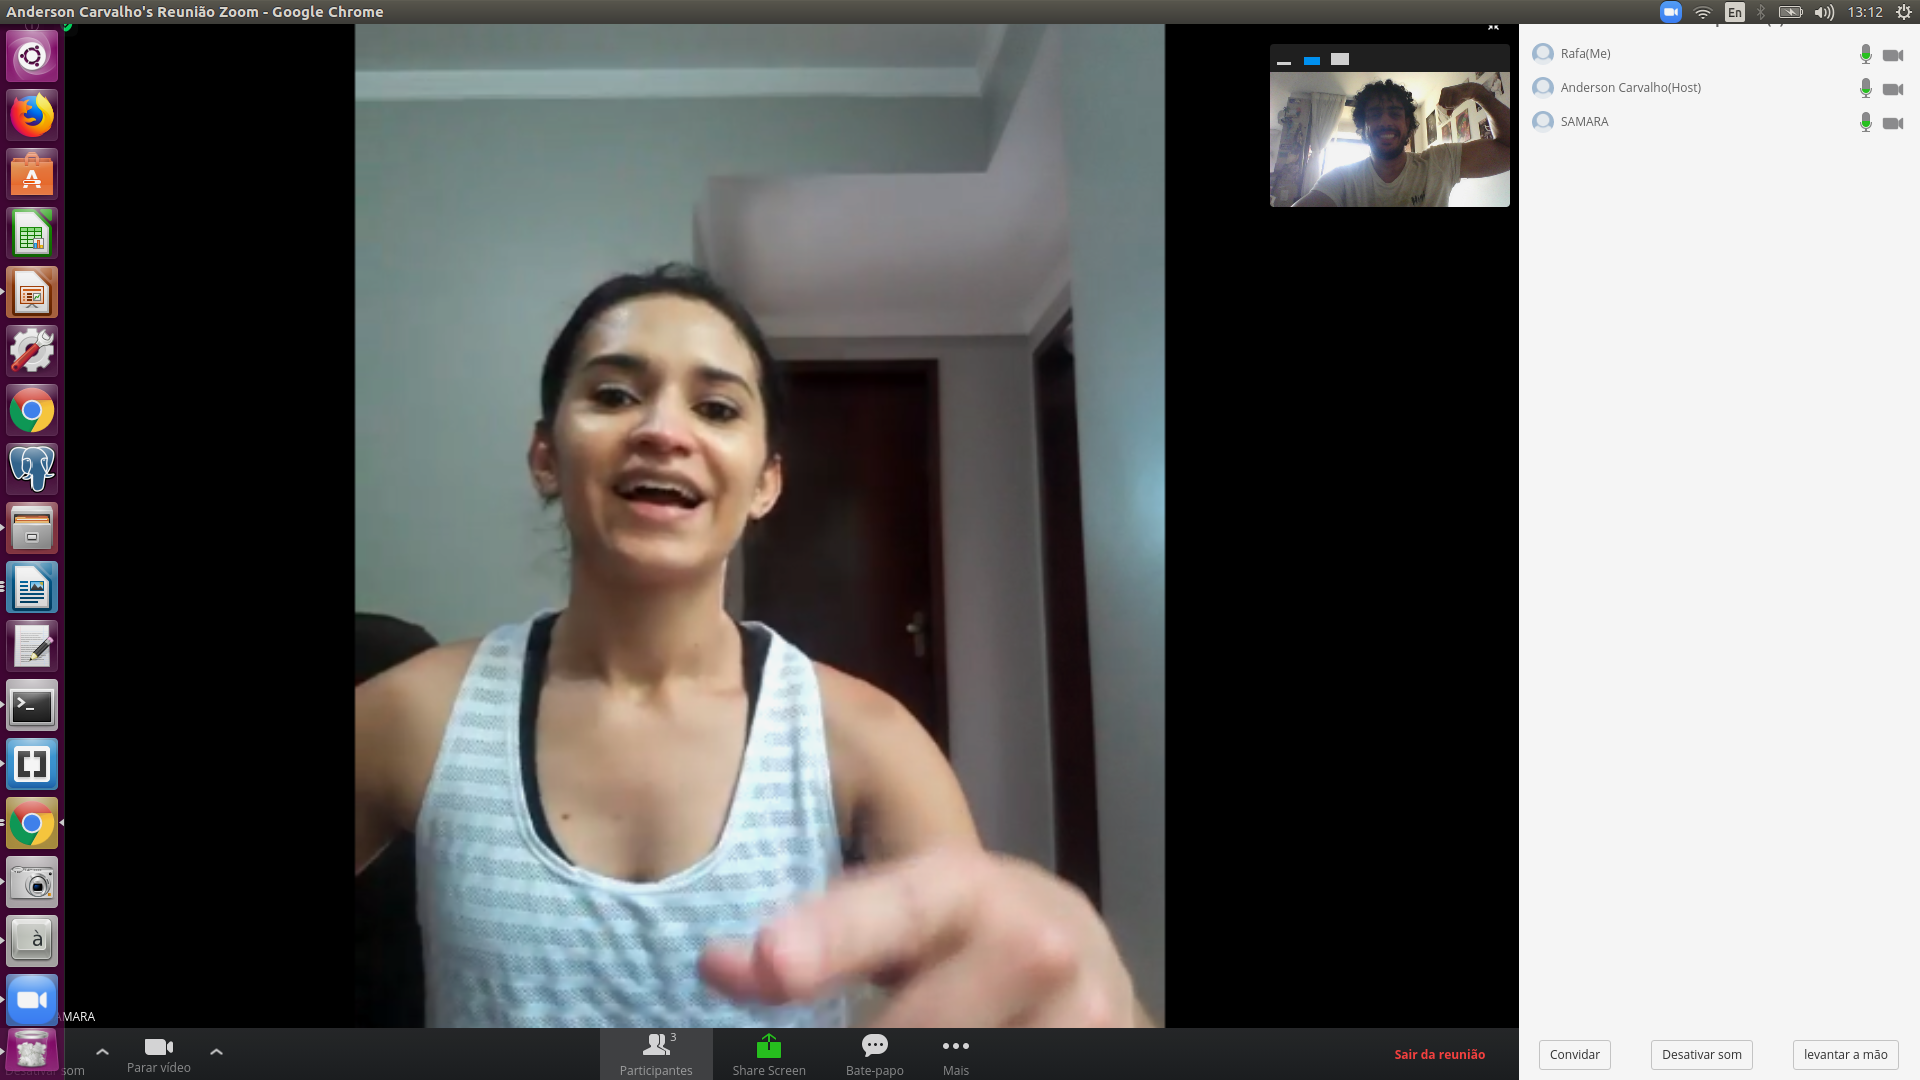 Anderson Carvalho's Reunião Zoom - Google Chrome
En
13:12
Rafa(Me)
Anderson Carvalho(Host)
SAMARA
AMARA
som
Parar vídeo
3
Participantes
Share Screen
Bate-papo
Mais
Sair da reunião
Convidar
Desativar som
levantar a mão